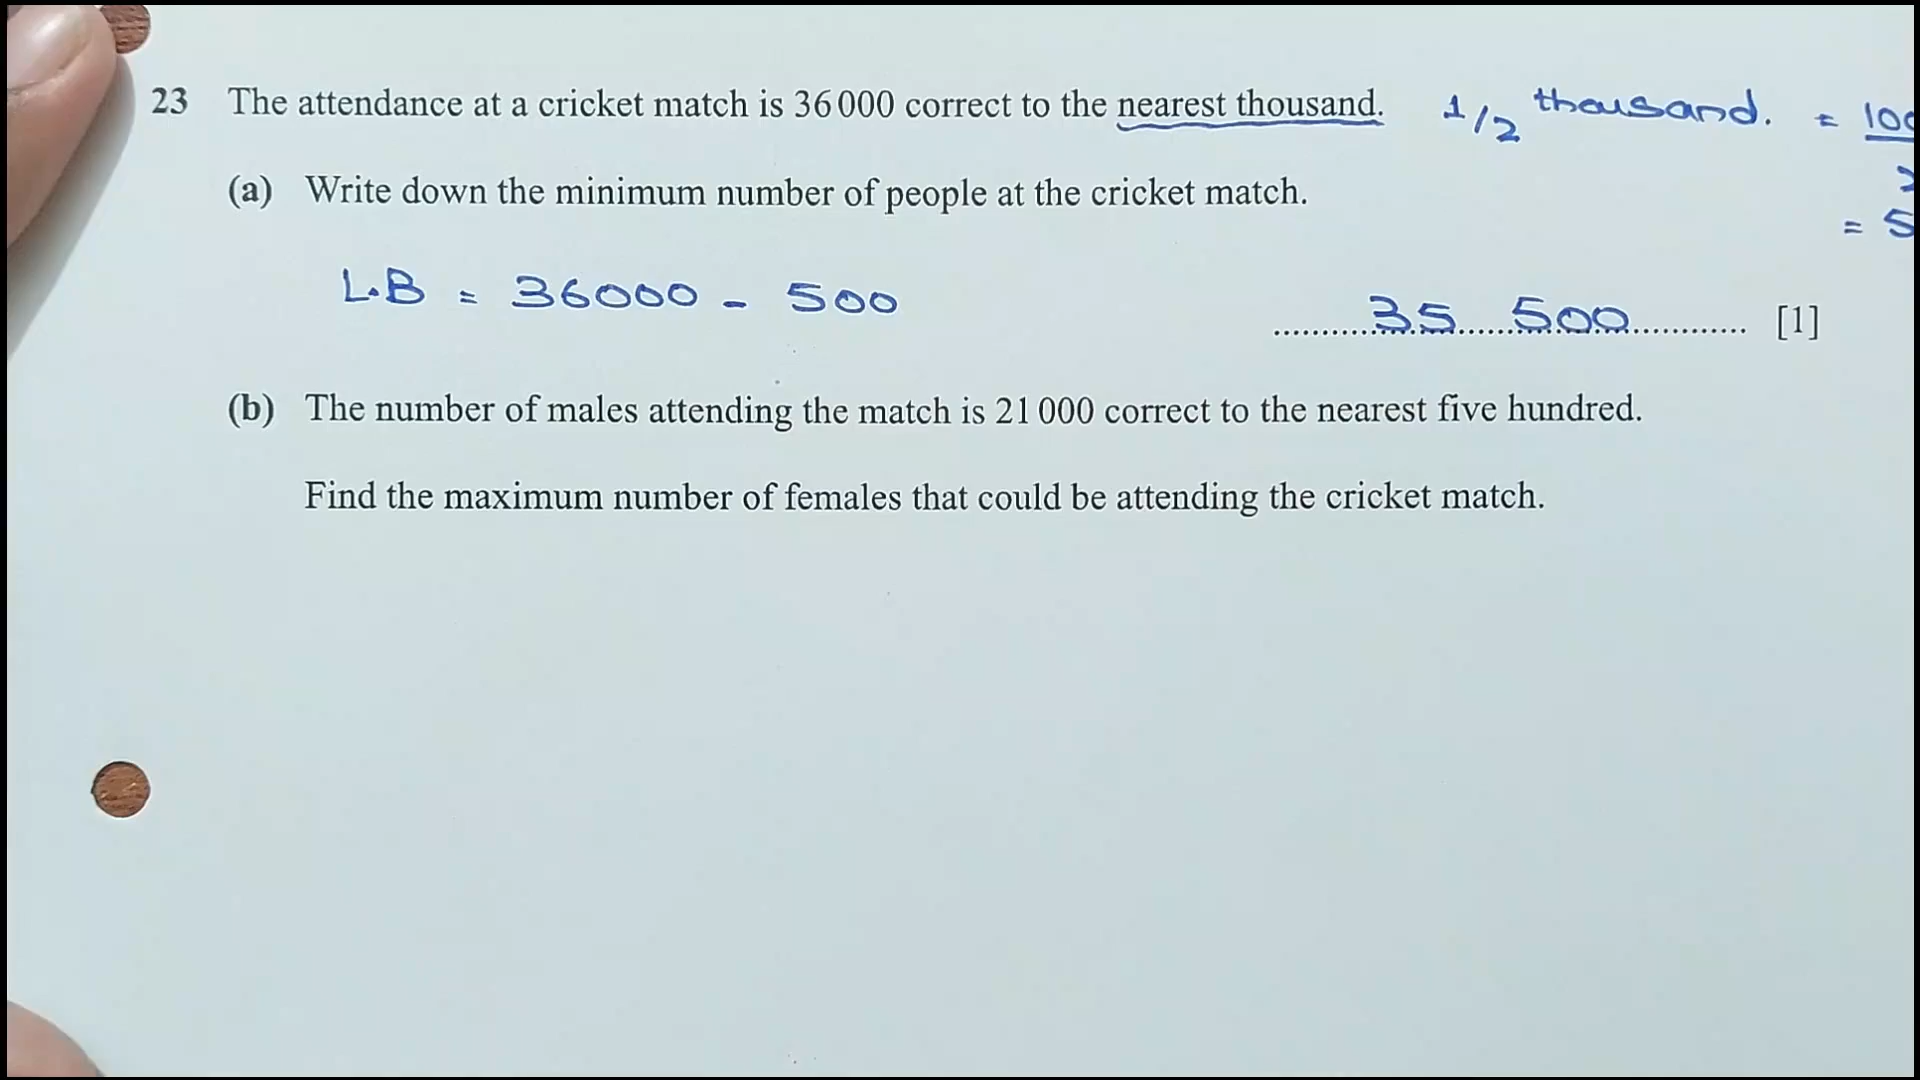 23 The attendance at a cricket match is 36 000 correct to the nearest thousand. 1/2 thousand. = 100
(a) Write down the minimum number of people at the cricket match.
= 5
L.B = 36000 - 500
35 500 [1]
(b) The number of males attending the match is 21 000 correct to the nearest five hundred.
Find the maximum number of females that could be attending the cricket match.